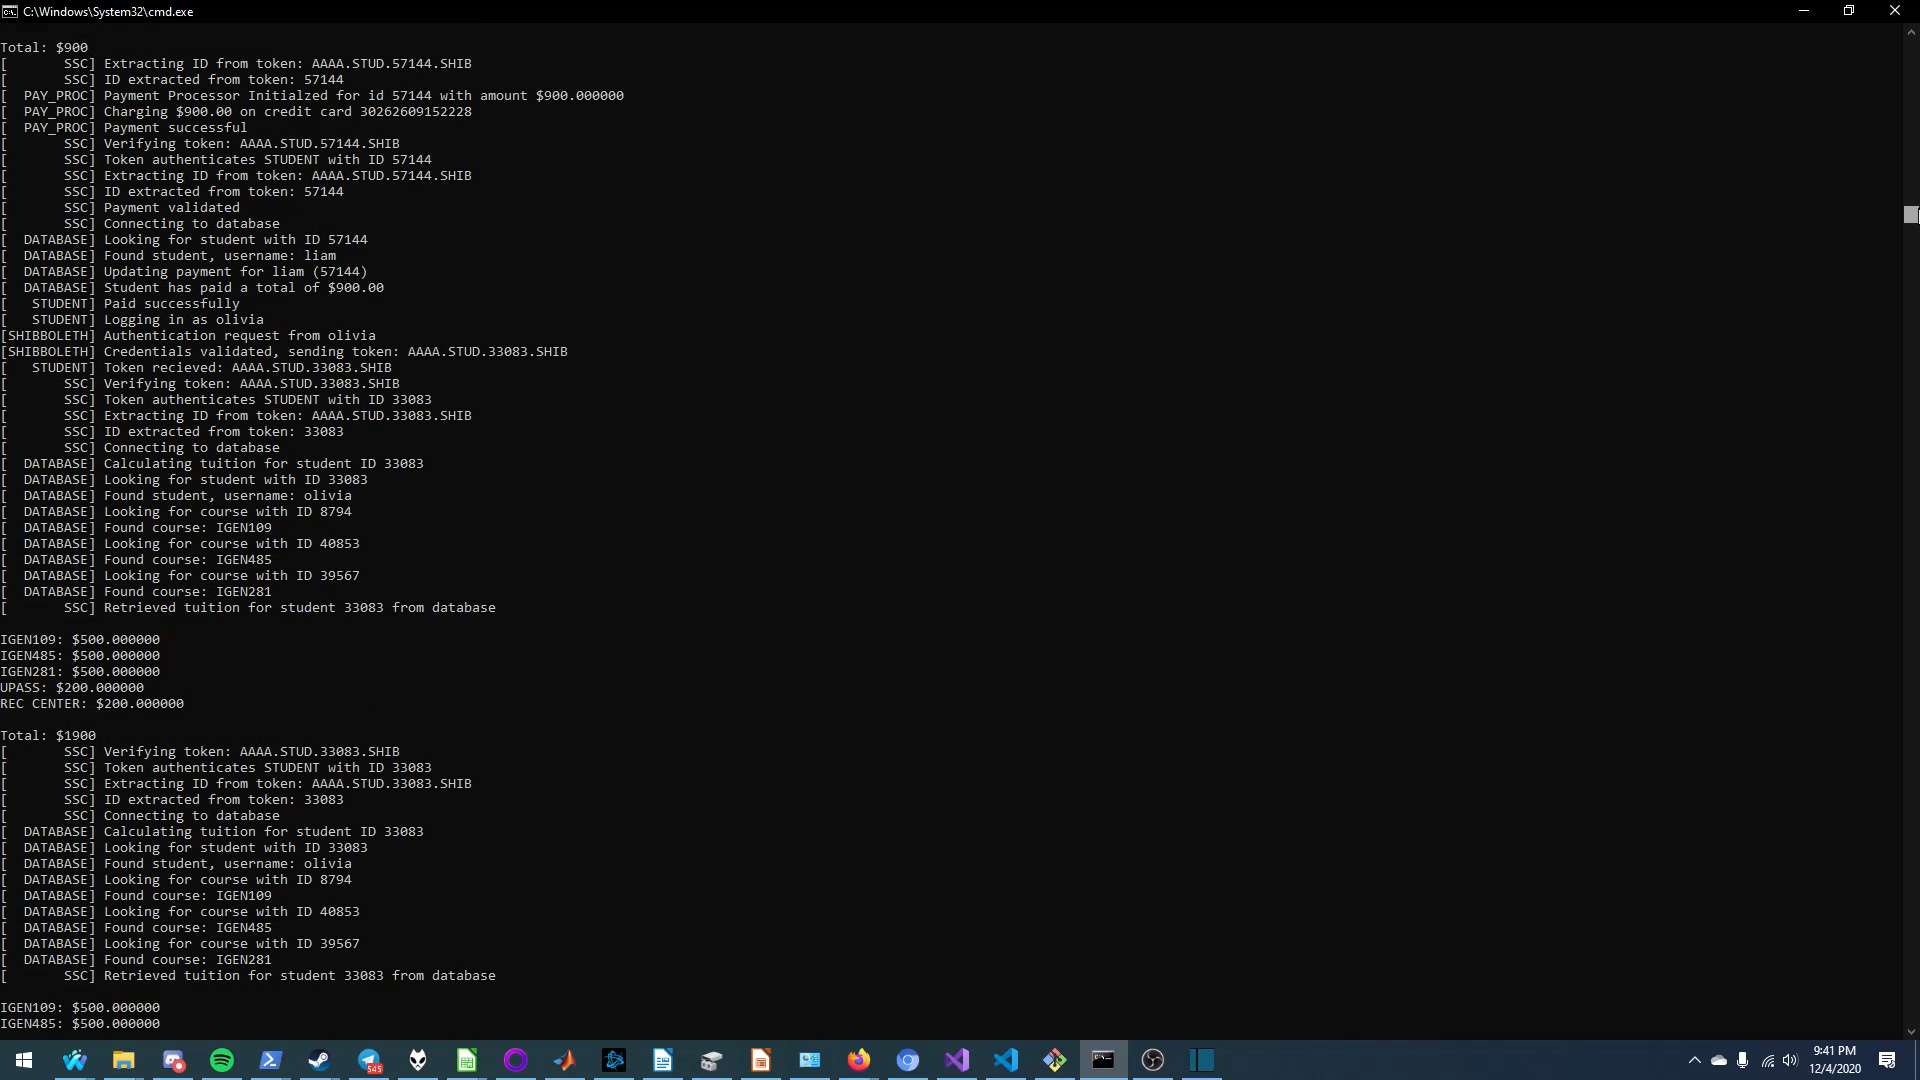 C:\Windows\System32\cmd.exe
Total: $900
[       SSC] Extracting ID from token: AAAA.STUD.57144.SHIB
[       SSC] ID extracted from token: 57144
[  PAY_PROC] Payment Processor Initialzed for id 57144 with amount $900.000000
[  PAY_PROC] Charging $900.00 on credit card 30262609152228
[  PAY_PROC] Payment successful
[       SSC] Verifying token: AAAA.STUD.57144.SHIB
[       SSC] Token authenticates STUDENT with ID 57144
[       SSC] Extracting ID from token: AAAA.STUD.57144.SHIB
[       SSC] ID extracted from token: 57144
[       SSC] Payment validated
[       SSC] Connecting to database
[  DATABASE] Looking for student with ID 57144
[  DATABASE] Found student, username: liam
[  DATABASE] Updating payment for liam (57144)
[  DATABASE] Student has paid a total of $900.00
[   STUDENT] Paid successfully
[   STUDENT] Logging in as olivia
[SHIBBOLETH] Authentication request from olivia
[SHIBBOLETH] Credentials validated, sending token: AAAA.STUD.33083.SHIB
[   STUDENT] Token recieved: AAAA.STUD.33083.SHIB
[       SSC] Verifying token: AAAA.STUD.33083.SHIB
[       SSC] Token authenticates STUDENT with ID 33083
[       SSC] Extracting ID from token: AAAA.STUD.33083.SHIB
[       SSC] ID extracted from token: 33083
[       SSC] Connecting to database
[  DATABASE] Calculating tuition for student ID 33083
[  DATABASE] Looking for student with ID 33083
[  DATABASE] Found student, username: olivia
[  DATABASE] Looking for course with ID 8794
[  DATABASE] Found course: IGEN109
[  DATABASE] Looking for course with ID 40853
[  DATABASE] Found course: IGEN485
[  DATABASE] Looking for course with ID 39567
[  DATABASE] Found course: IGEN281
[       SSC] Retrieved tuition for student 33083 from database
IGEN109: $500.000000
IGEN485: $500.000000
IGEN281: $500.000000
UPASS: $200.000000
REC CENTER: $200.000000
Total: $1900
[       SSC] Verifying token: AAAA.STUD.33083.SHIB
[       SSC] Token authenticates STUDENT with ID 33083
[       SSC] Extracting ID from token: AAAA.STUD.33083.SHIB
[       SSC] ID extracted from token: 33083
[       SSC] Connecting to database
[  DATABASE] Calculating tuition for student ID 33083
[  DATABASE] Looking for student with ID 33083
[  DATABASE] Found student, username: olivia
[  DATABASE] Looking for course with ID 8794
[  DATABASE] Found course: IGEN109
[  DATABASE] Looking for course with ID 40853
[  DATABASE] Found course: IGEN485
[  DATABASE] Looking for course with ID 39567
[  DATABASE] Found course: IGEN281
[       SSC] Retrieved tuition for student 33083 from database
IGEN109: $500.000000
IGEN485: $500.000000
545
9:41 PM
12/4/2020